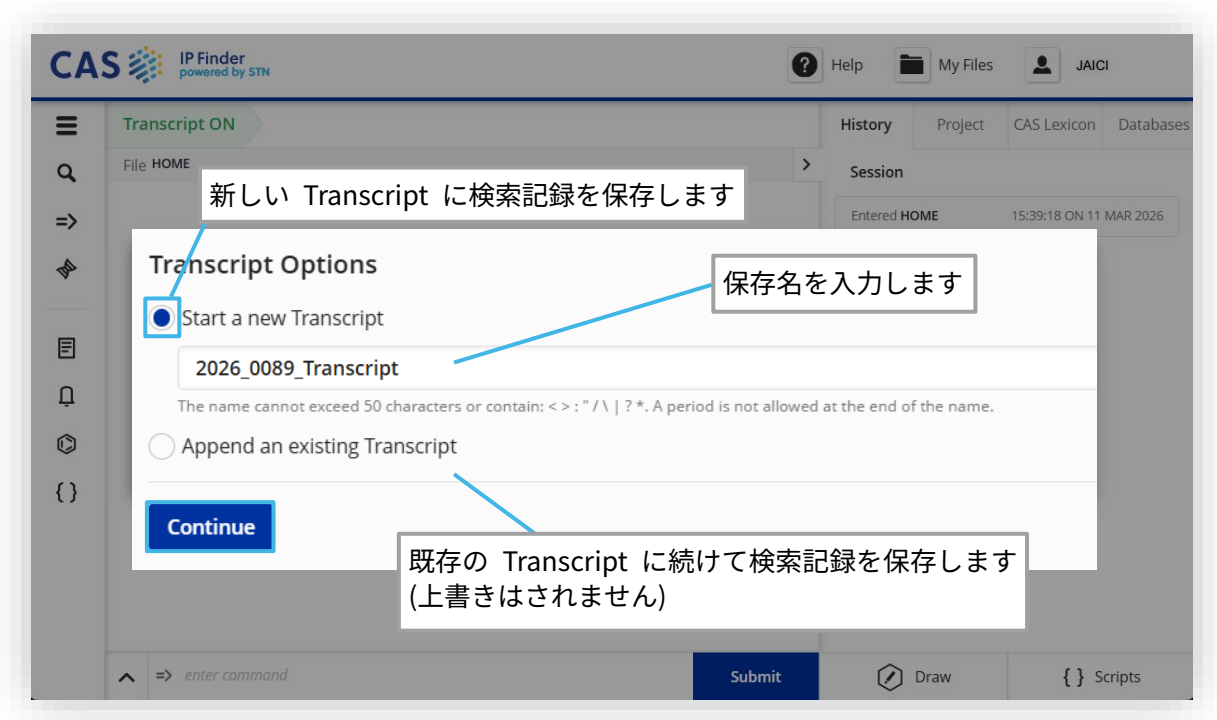 CAS IP Finder
powered by STN
Help
My Files
JAICI
Transcript ON
History
Project
CAS Lexicon
Databases
File HOME
Session
新しい Transcript に検索記録を保存します
Entered HOME 15:39:18 ON 11 MAR 2026
Transcript Options
保存名を入力します
Start a new Transcript
2026_0089_Transcript
The name cannot exceed 50 characters or contain: < > : " / \ | ? *. A period is not allowed at the end of the name.
Append an existing Transcript
Continue
既存の Transcript に続けて検索記録を保存します
(上書きはされません)
=> enter command
Submit
Draw
{ } Scripts